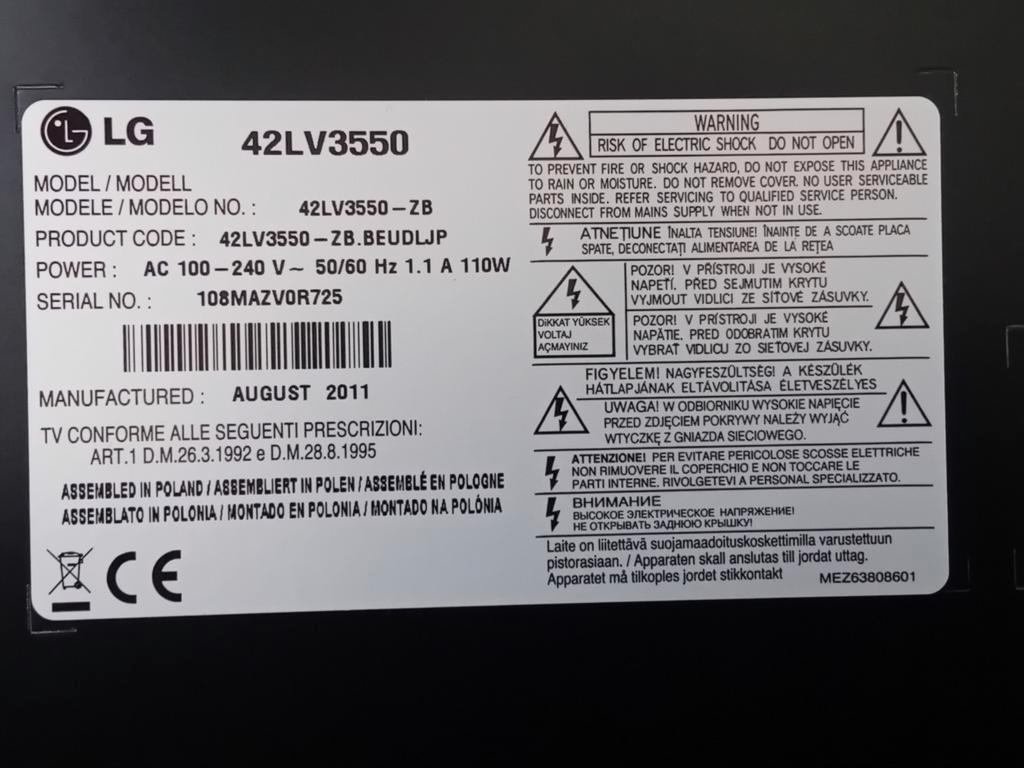 LG
42LV3550
MODEL / MODELL
MODELE / MODELO NO. : 42LV3550-ZB
PRODUCT CODE : 42LV3550-ZB.BEUDLJP
POWER : AC 100-240 V~ 50/60 Hz 1.1 A 110W
SERIAL NO. : 108MAZV0R725
MANUFACTURED : AUGUST 2011
TV CONFORME ALLE SEGUENTI PRESCRIZIONI:
ART.1 D.M.26.3.1992 e D.M.28.8.1995
ASSEMBLED IN POLAND / ASSEMBLIERT IN POLEN / ASSEMBLÉ EN POLOGNE
ASSEMBLATO IN POLONIA / MONTADO EN POLONIA / MONTADO NA POLÓNIA
CE
WARNING
RISK OF ELECTRIC SHOCK DO NOT OPEN
TO PREVENT FIRE OR SHOCK HAZARD, DO NOT EXPOSE THIS APPLIANCE
TO RAIN OR MOISTURE. DO NOT REMOVE COVER. NO USER SERVICEABLE
PARTS INSIDE. REFER SERVICING TO QUALIFIED SERVICE PERSON.
DISCONNECT FROM MAINS SUPPLY WHEN NOT IN USE.
ATNEŢIUNE ÎNALTA TENSIUNE! ÎNAINTE DE A SCOATE PLACA
SPATE, DECONECTAŢI ALIMENTAREA DE LA REŢEA
DİKKAT YÜKSEK
VOLTAJ
AÇMAYINIZ
POZOR! V PŘÍSTROJI JE VYSOKÉ
NAPETÍ. PŘED SEJMUTIM KRYTU
VYJMOUT VIDLICI ZE SÍŤOVÉ ZÁSUVKY.
POZOR! V PRÍSTROJI JE VYSOKÉ
NAPÄTIE. PRED ODOBRATIM KRYTU
VYBRAŤ VIDLICU ZO SIEŤOVEJ ZÁSUVKY.
FIGYELEM! NAGYFESZÜLTSÉG! A KÉSZÜLÉK
HÁTLAPJÁNAK ELTÁVOLITÁSA ÉLETVESZÉLYES
UWAGA! W ODBIORNIKU WYSOKIE NAPIĘCIE
PRZED ZDJĘCIEM POKRYWY NALEŻY WYJĄĆ
WTYCZKĘ Z GNIAZDA SIECIOWEGO.
ATTENZIONE! PER EVITARE PERICOLOSE SCOSSE ELETTRICHE
NON RIMUOVERE IL COPERCHIO E NON TOCCARE LE
PARTI INTERNE. RIVOLGETEVI A PERSONAL SPECIALIZZATO.
ВНИМАНИЕ
ВЫСОКОЕ ЭЛЕКТРИЧЕСКОЕ НАПРЯЖЕНИЕ!
НЕ ОТКРЫВАТЬ ЗАДНЮЮ КРЫШКУ!
Laite on liitettävä suojamaadoituskoskettimilla varustettuun
pistorasiaan. / Apparaten skall anslutas till jordat uttag.
Apparatet må tilkoples jordet stikkontakt
MEZ63808601